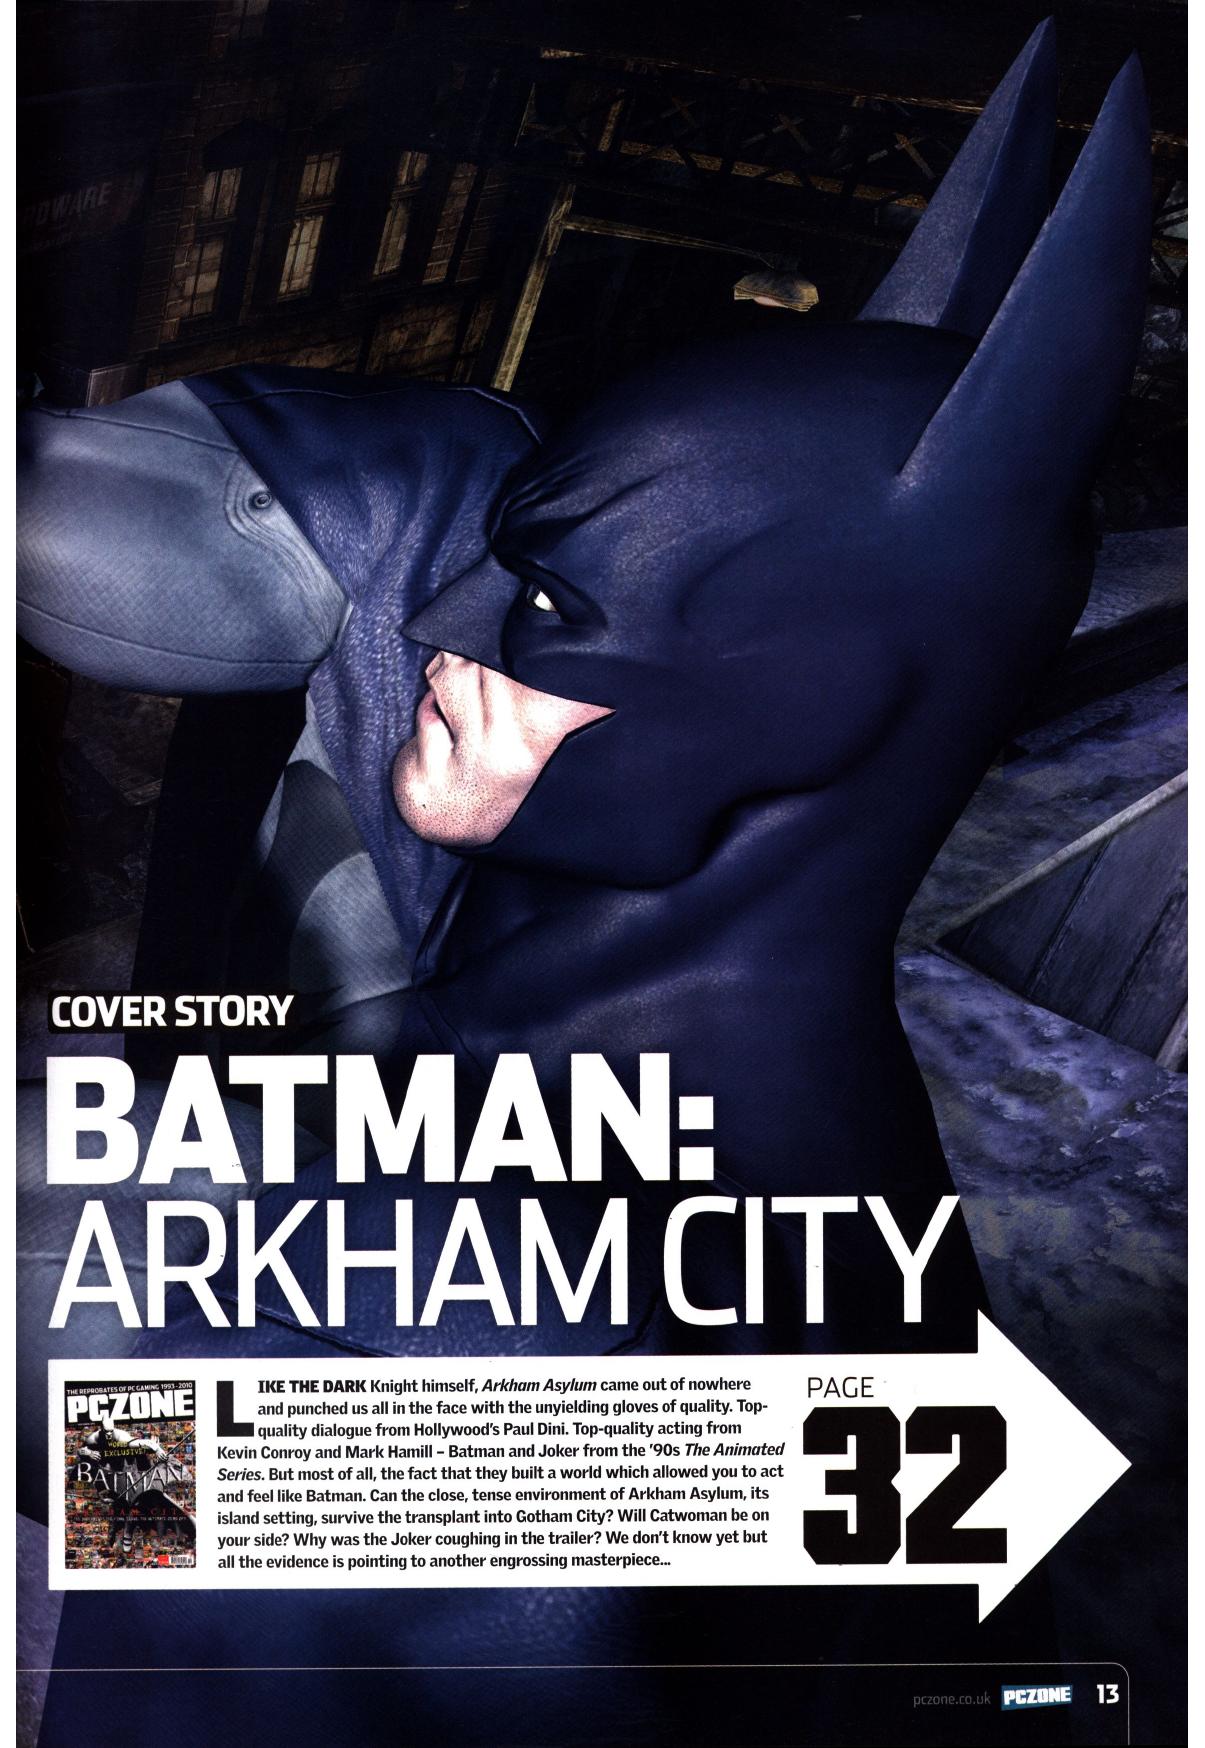 DWARE
COVER STORY
BATMAN:
ARKHAM CITY
THE REPROBATES OF PC GAMING 1993-2010
PCZONE
WORLD
EXCLUSIVE!
BATMAN
ARKHAM CITY
LIKE THE DARK Knight himself, Arkham Asylum came out of nowhere
and punched us all in the face with the unyielding gloves of quality. Top-
quality dialogue from Hollywood's Paul Dini. Top-quality acting from
Kevin Conroy and Mark Hamill – Batman and Joker from the '90s The Animated
Series. But most of all, the fact that they built a world which allowed you to act
and feel like Batman. Can the close, tense environment of Arkham Asylum, its
island setting, survive the transplant into Gotham City? Will Catwoman be on
your side? Why was the Joker coughing in the trailer? We don't know yet but
all the evidence is pointing to another engrossing masterpiece...
PAGE
32
pczone.co.uk PCZONE 13